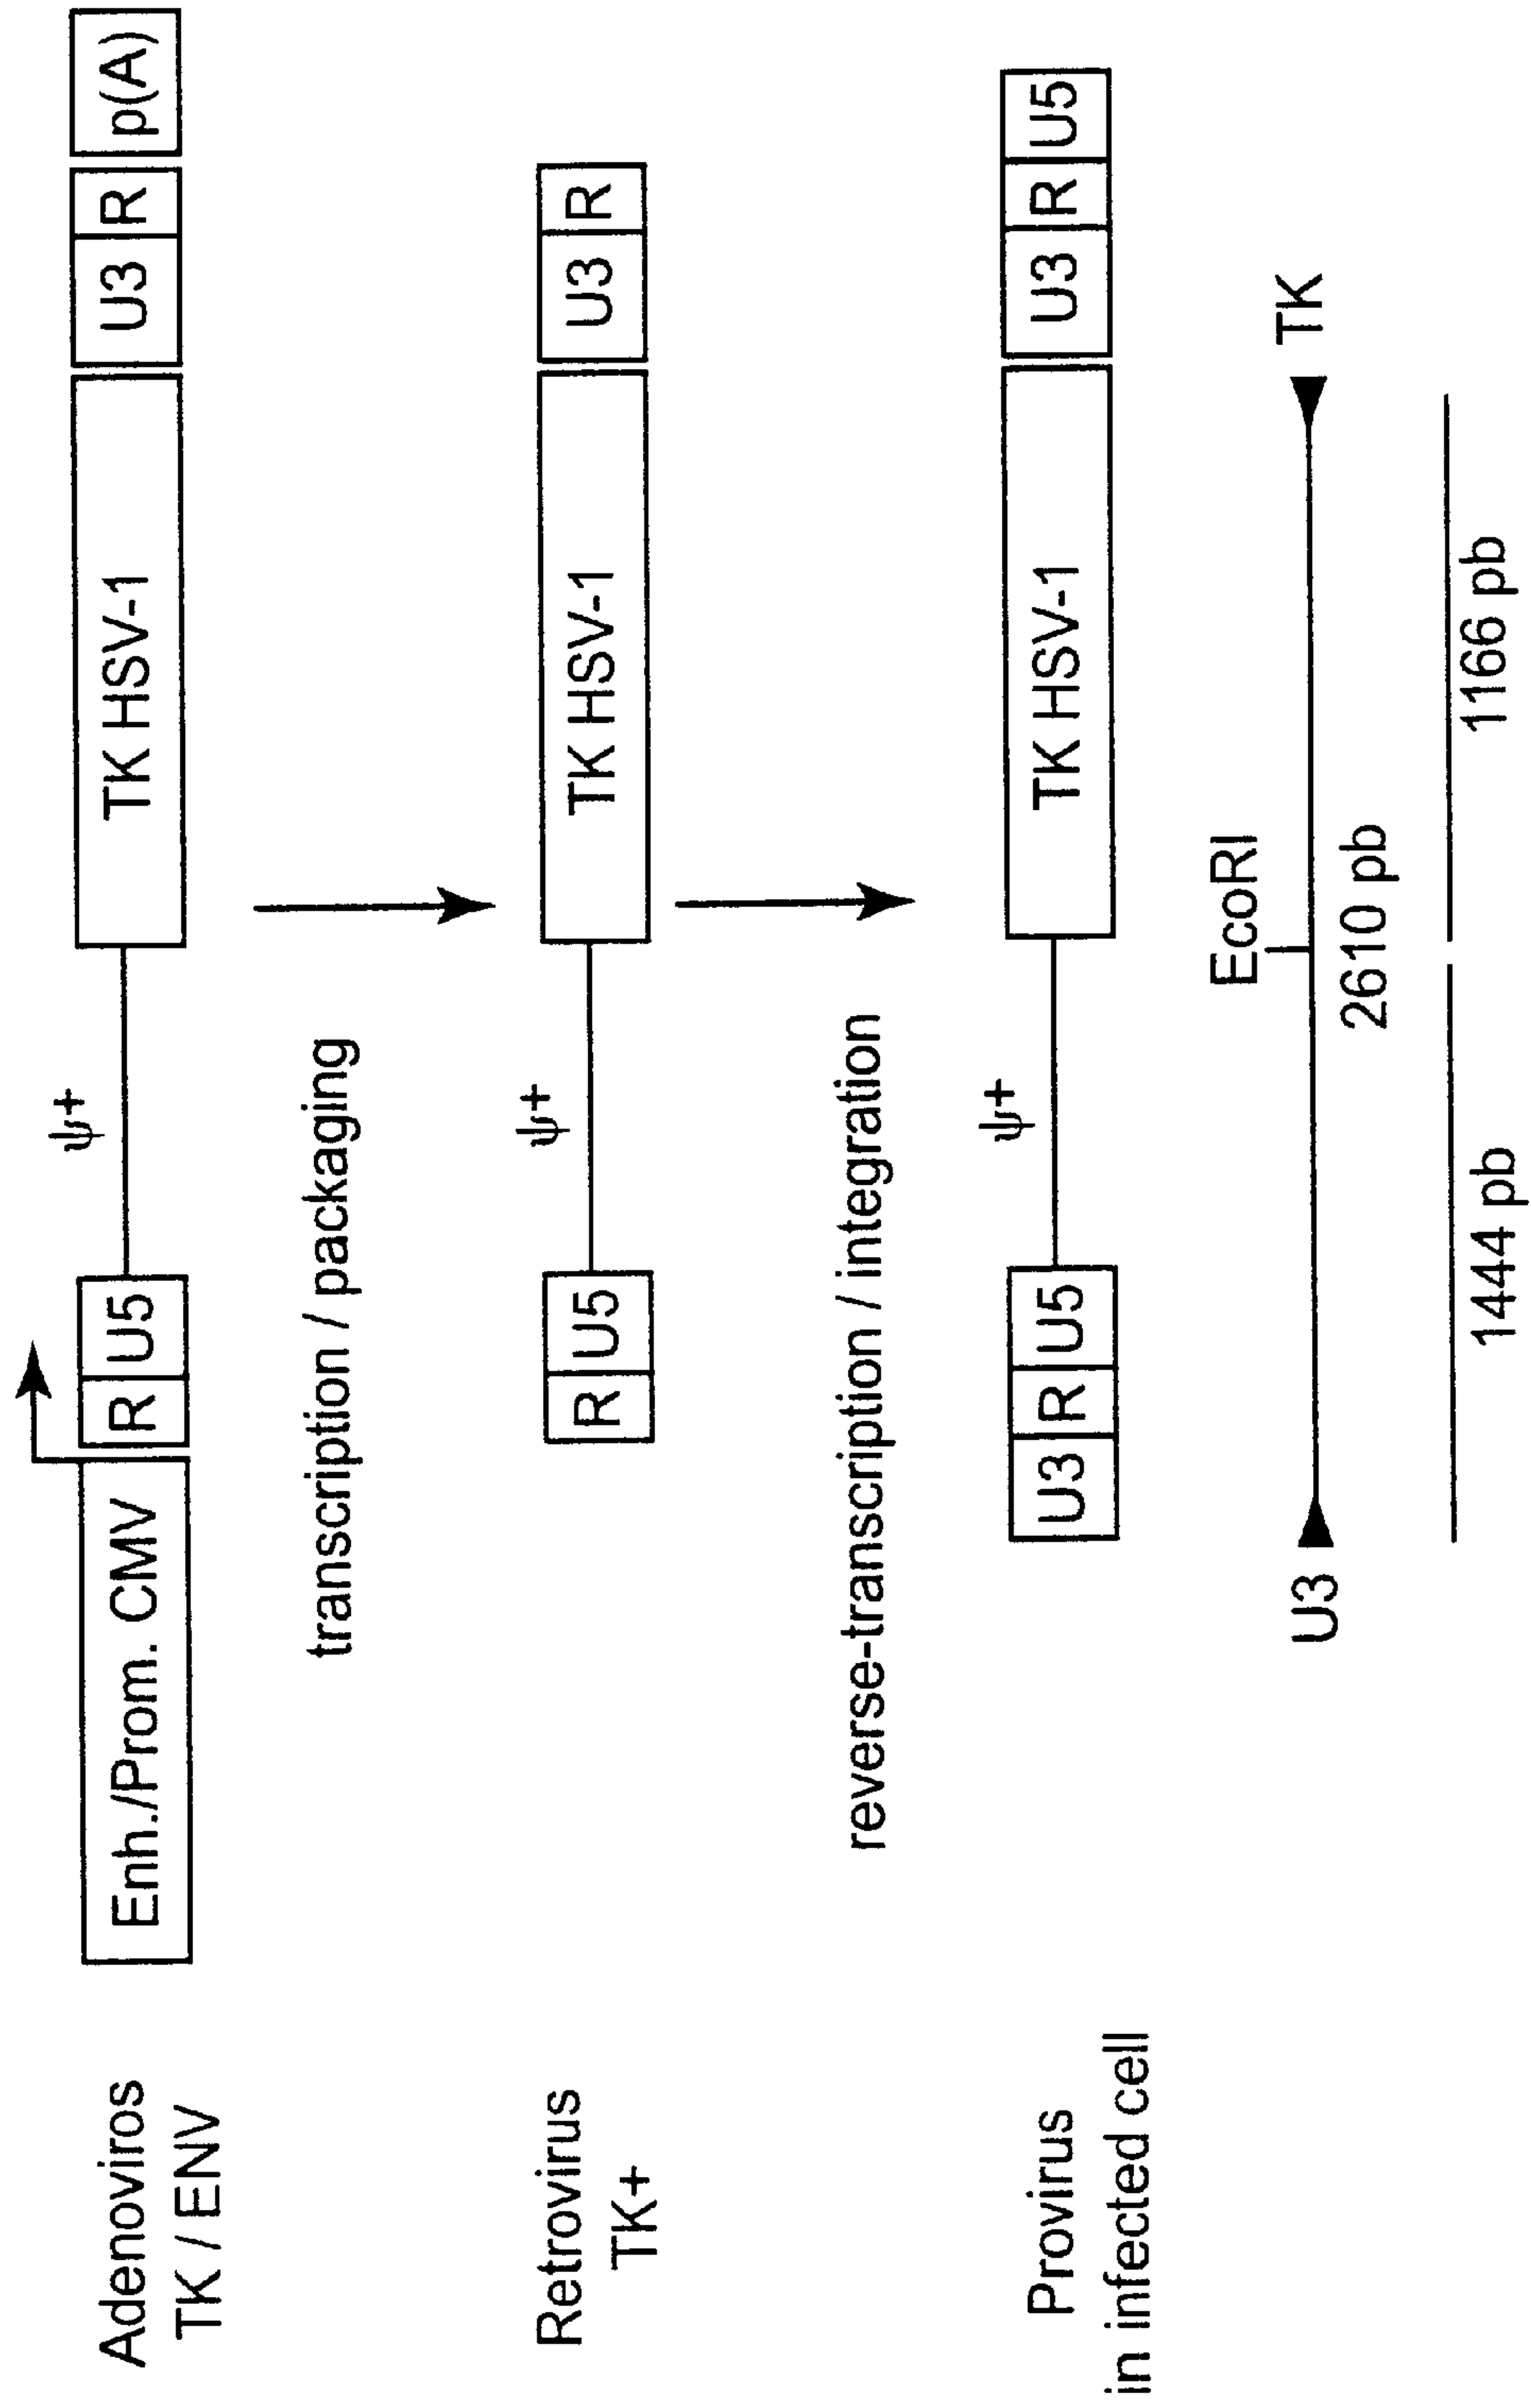 Adenoviros
TK / ENV
Enh./Prom. CMV R U5 ψ+ TK HSV-1 U3 R p(A)
transcription / packaging
Retrovirus
TK+
R U5 ψ+ TK HSV-1 U3 R
reverse-transcription / integration
Provirus
in infected cell
U3 R U5 ψ+ TK HSV-1 U3 R U5
EcoRI
U3 TK
2610 pb
1444 pb 1166 pb